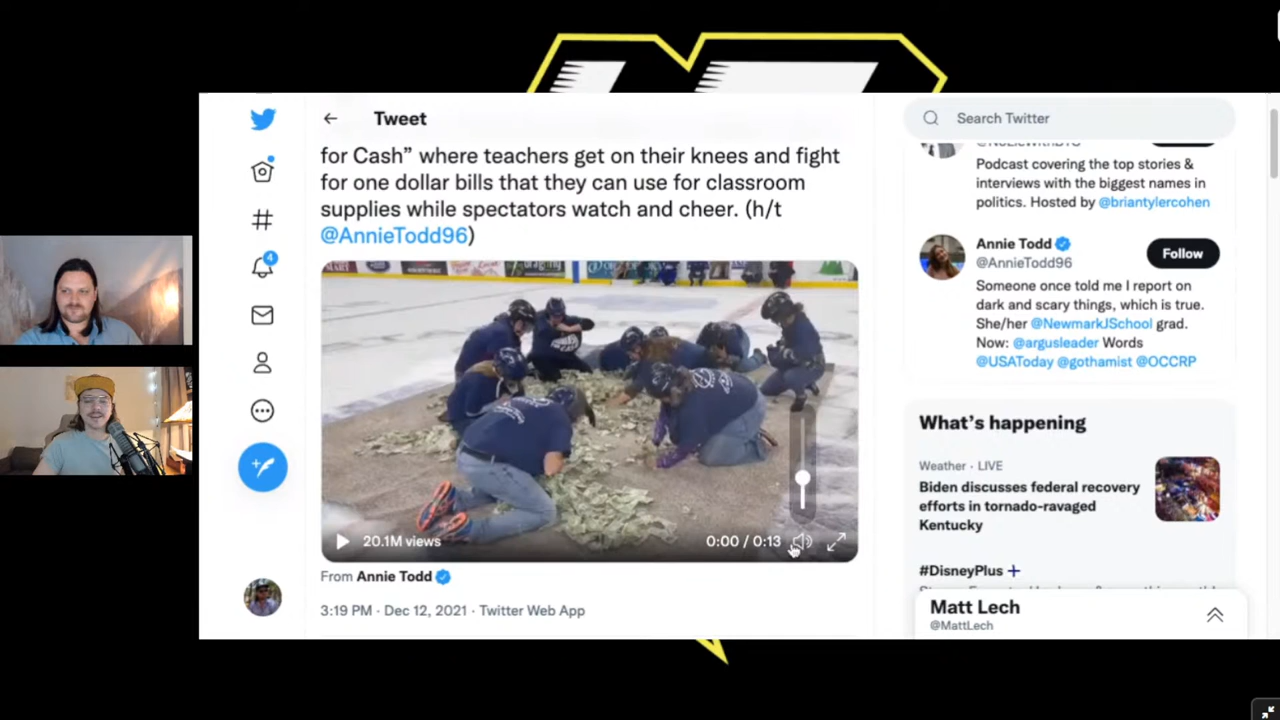 Tweet
for Cash” where teachers get on their knees and fight
for one dollar bills that they can use for classroom
supplies while spectators watch and cheer. (h/t
@AnnieTodd96)
20.1M views
0:00 / 0:13
From Annie Todd
3:19 PM · Dec 12, 2021 · Twitter Web App
4
Search Twitter
Podcast covering the top stories &
interviews with the biggest names in
politics. Hosted by @briantylercohen
Annie Todd
@AnnieTodd96
Follow
Someone once told me I report on
dark and scary things, which is true.
She/her @NewmarkJSchool grad.
Now: @argusleader Words
@USAToday @gothamist @OCCRP
What’s happening
Weather · LIVE
Biden discusses federal recovery
efforts in tornado-ravaged
Kentucky
#DisneyPlus
Matt Lech
@MattLech